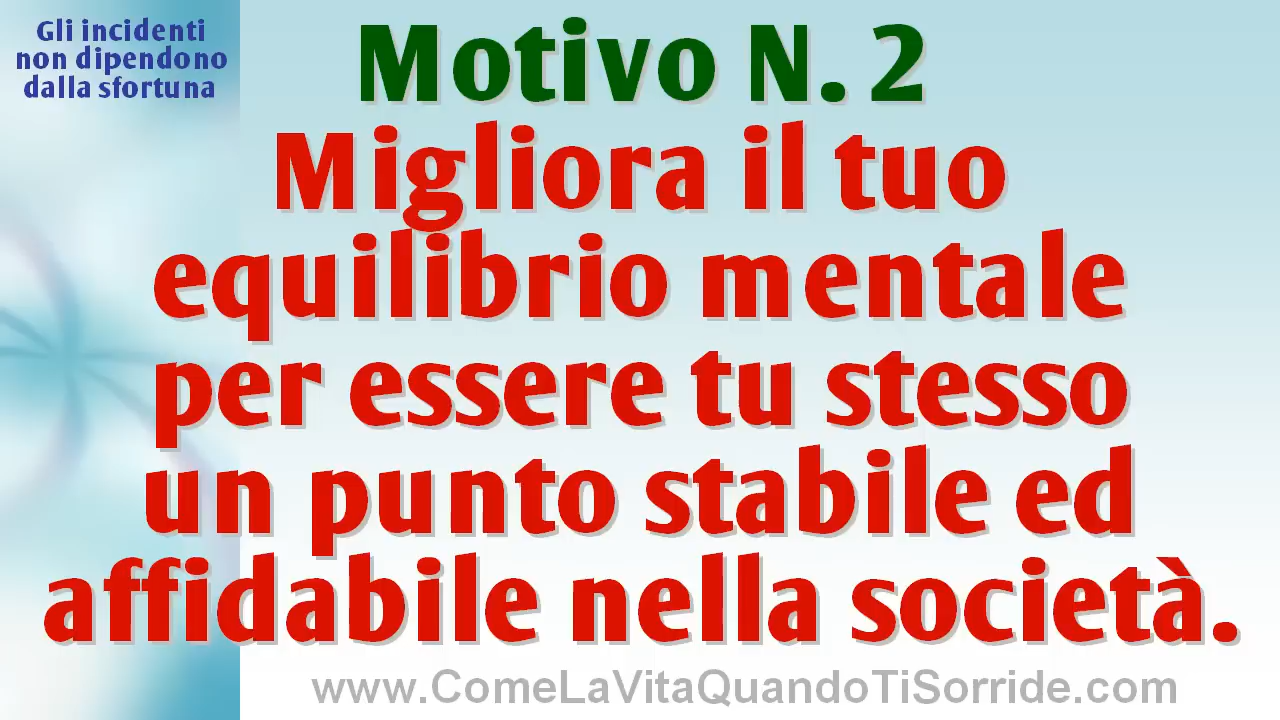 Gli incidenti
non dipendono
dalla sfortuna
Motivo N. 2
Migliora il tuo
equilibrio mentale
per essere tu stesso
un punto stabile ed
affidabile nella società.
www.ComeLaVitaQuandoTiSorride.com